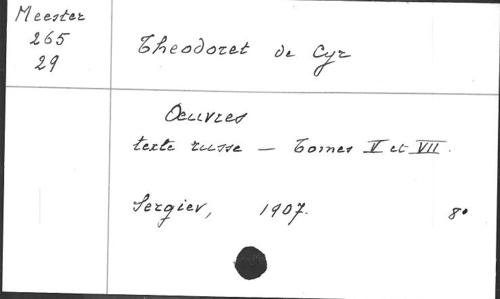 Meester
265
29
Theodoret de Cyr
Oeuvres
texte russe — Tomes V et VII.
Sergiev, 1907. 8°